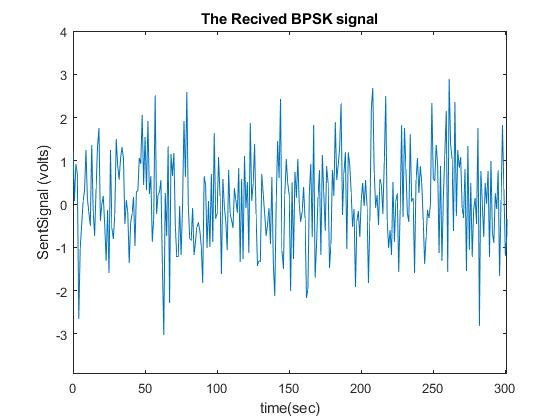 The Recived BPSK signal
4
3
2
1
0
-1
-2
-3
SentSignal (volts)
0 50 100 150 200 250 300
time(sec)